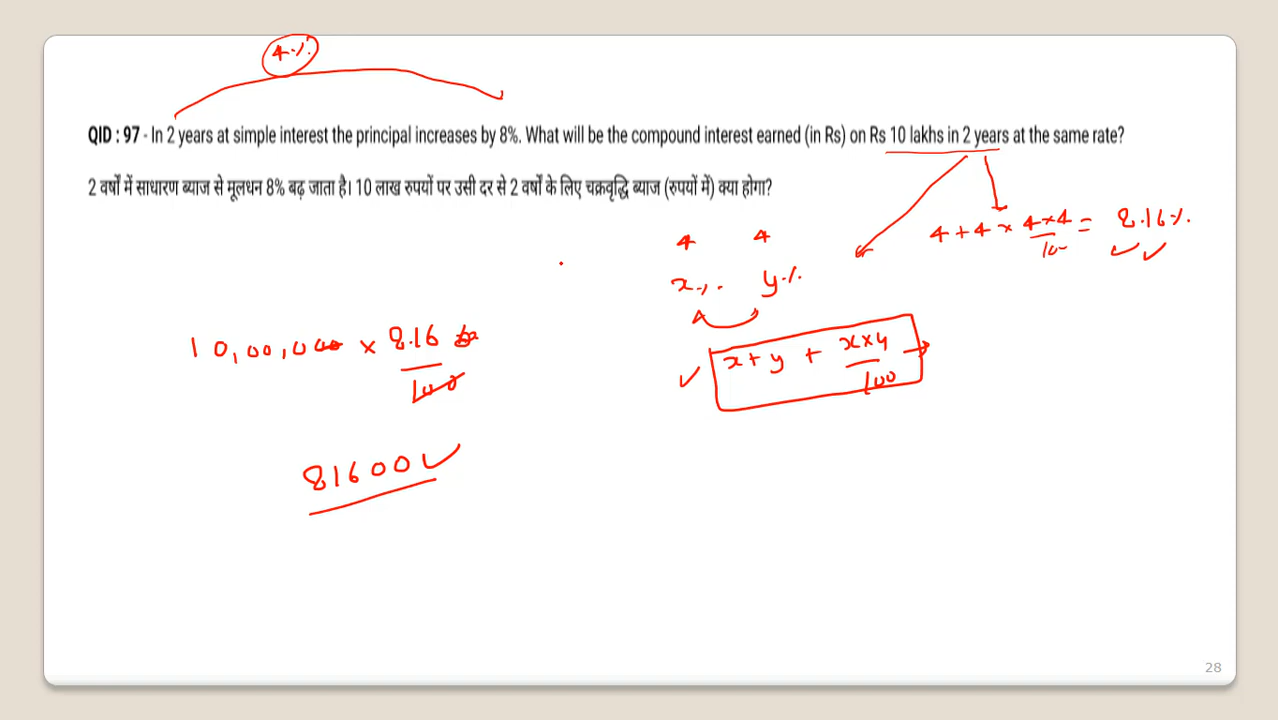 4%
QID : 97 - In 2 years at simple interest the principal increases by 8%. What will be the compound interest earned (in Rs) on Rs 10 lakhs in 2 years at the same rate?
2 वर्षों में साधारण ब्याज से मूलधन 8% बढ़ जाता है। 10 लाख रुपयों पर उसी दर से 2 वर्षों के लिए चक्रवृद्धि ब्याज (रुपयों में) क्या होगा?
4 + 4 × 4×4/100 = 8.16%
4 4
x% y%
10,00,000 × 8.16/100
x + y + x×y/100
81600
28